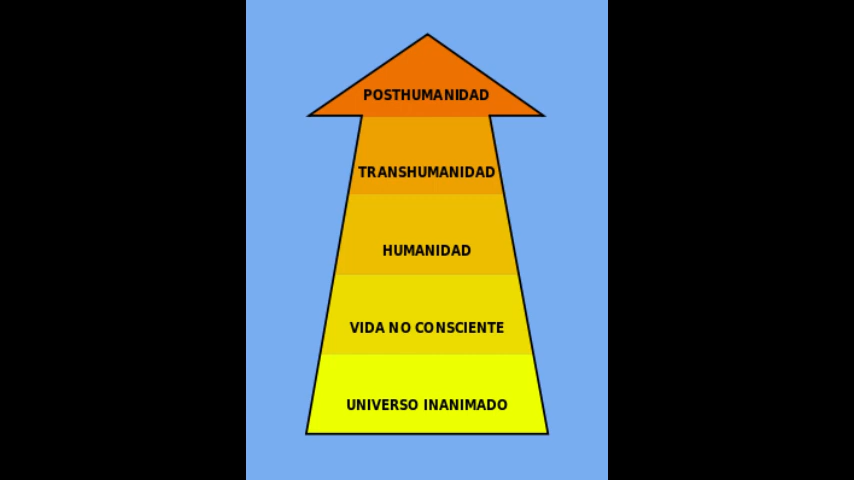 POSTHUMANIDAD
TRANSHUMANIDAD
HUMANIDAD
VIDA NO CONSCIENTE
UNIVERSO INANIMADO